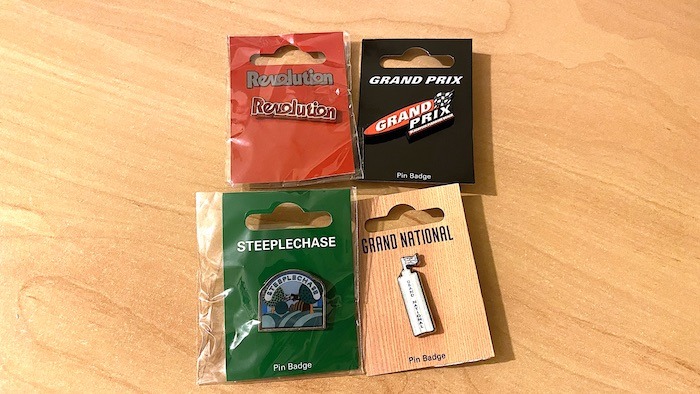 Revolution
Revolution
GRAND PRIX
GRAND
PRIX
Pin Badge
STEEPLECHASE
STEEPLECHASE
Pin Badge
GRAND NATIONAL
GRAND NATIONAL
Pin Badge